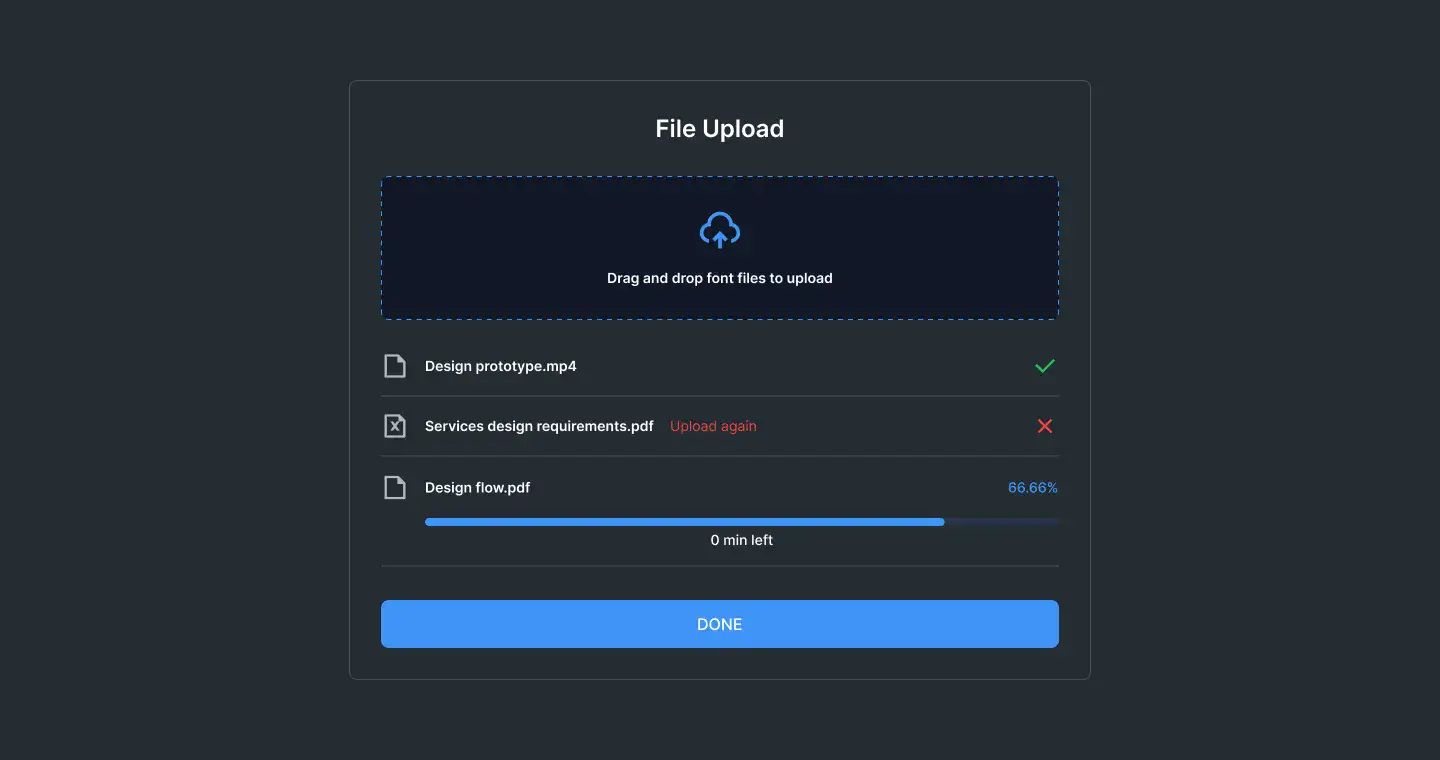 File Upload
Drag and drop font files to upload
Design prototype.mp4
Services design requirements.pdf Upload again
Design flow.pdf 66.66%
0 min left
DONE